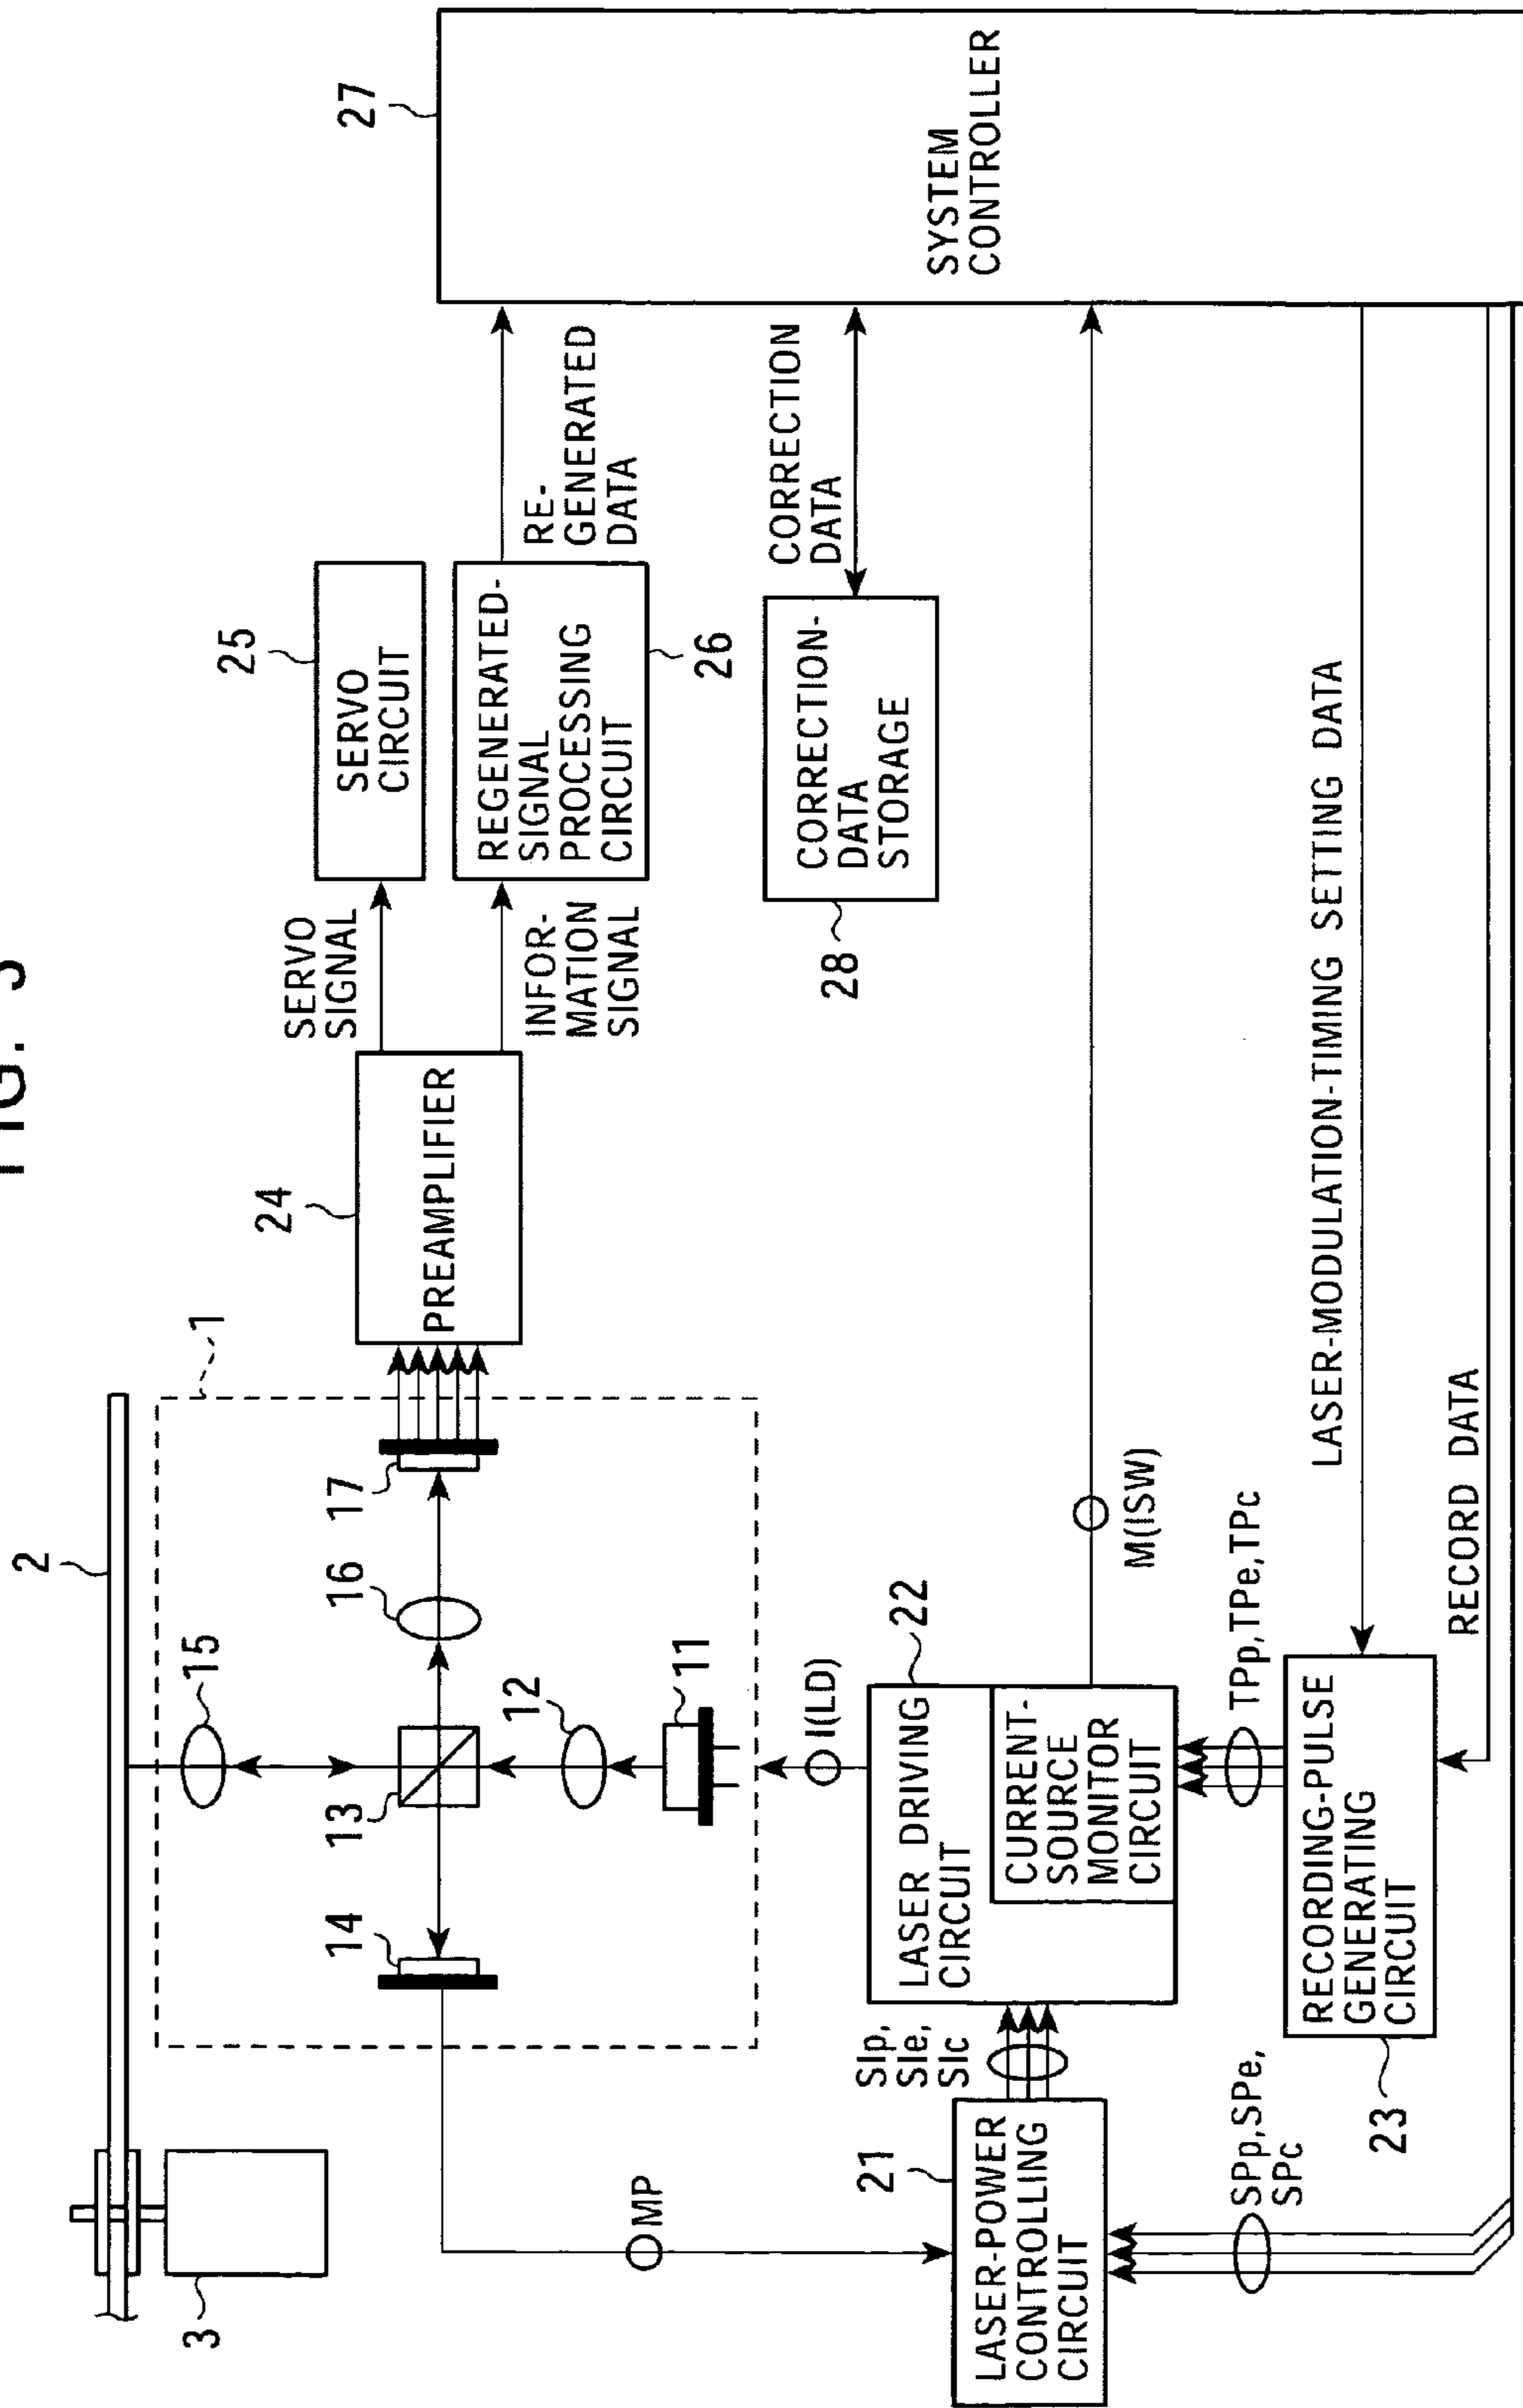 FIG.
2
3
1
15
14
13
16
17
12
11
MP
24
PREAMPLIFIER
SERVO
SIGNAL
INFOR-
MATION
SIGNAL
25
SERVO
CIRCUIT
REGENERATED-
SIGNAL
PROCESSING
CIRCUIT
26
RE-
GENERATED
DATA
27
SYSTEM
CONTROLLER
CORRECTION
DATA
CORRECTION-
DATA
STORAGE
28
I(LD)
22
LASER DRIVING
CIRCUIT
CURRENT-
SOURCE
MONITOR
CIRCUIT
M(ISW)
21
LASER-POWER
CONTROLLING
CIRCUIT
SIp,
SIe,
SIc
TPp,TPe,TPc
RECORDING-PULSE
GENERATING
CIRCUIT
23
SPp,SPe,
SPc
LASER-MODULATION-TIMING SETTING DATA
RECORD DATA